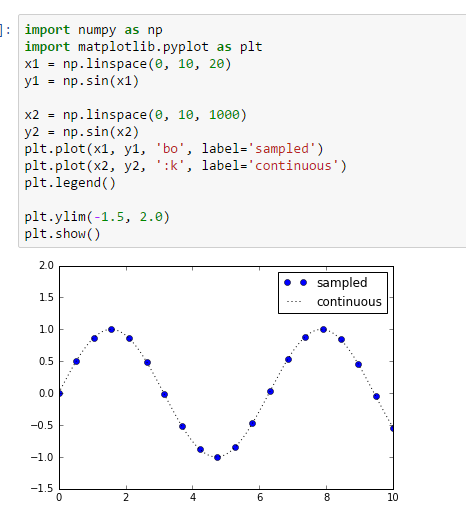 ]:
import numpy as np
import matplotlib.pyplot as plt
x1 = np.linspace(0, 10, 20)
y1 = np.sin(x1)
x2 = np.linspace(0, 10, 1000)
y2 = np.sin(x2)
plt.plot(x1, y1, 'bo', label='sampled')
plt.plot(x2, y2, ':k', label='continuous')
plt.legend()
plt.ylim(-1.5, 2.0)
plt.show()
2.0
sampled
continuous
1.5
1.0
0.5
0.0
−0.5
−1.0
−1.5
0 2 4 6 8 10